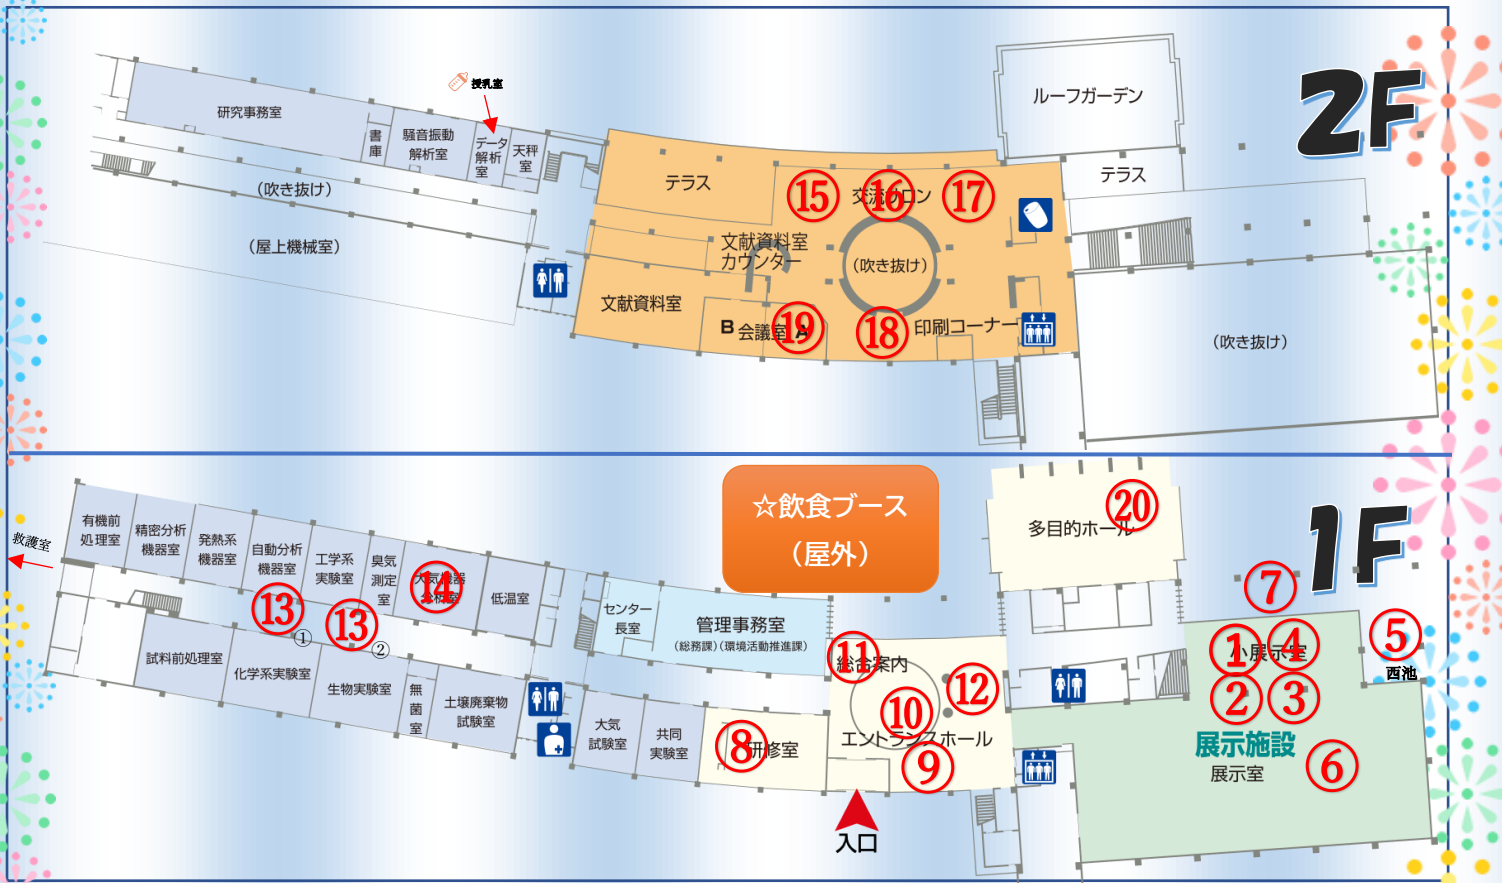 2F
ルーフガーデン
授乳室
研究事務室
書
庫
騒音振動
解析室
データ
解析
室
天秤
室
テラス
⑮
交流サロン
⑯
⑰
テラス
（吹き抜け）
（屋上機械室）
文献資料室
カウンター
（吹き抜け）
文献資料室
B 会議室 A
⑲
⑱
印刷コーナー
（吹き抜け）
1F
☆飲食ブース
（屋外）
⑳
多目的ホール
救護室
有機前
処理室
精密分析
機器室
発熱系
機器室
自動分析
機器室
工学系
実験室
臭気
測定
室
大気機器
分析室
⑭
低温室
⑬
①
⑬
②
センター
長室
管理事務室
（総務課）（環境活動推進課）
⑪
総合案内
⑫
⑩
エントランスホール
⑨
試料前処理室
化学系実験室
生物実験室
無
菌
室
土壌廃棄物
試験室
大気
試験室
共同
実験室
⑧
研修室
入口
⑦
①
④
小展示室
⑤
西池
②
③
展示施設
展示室
⑥